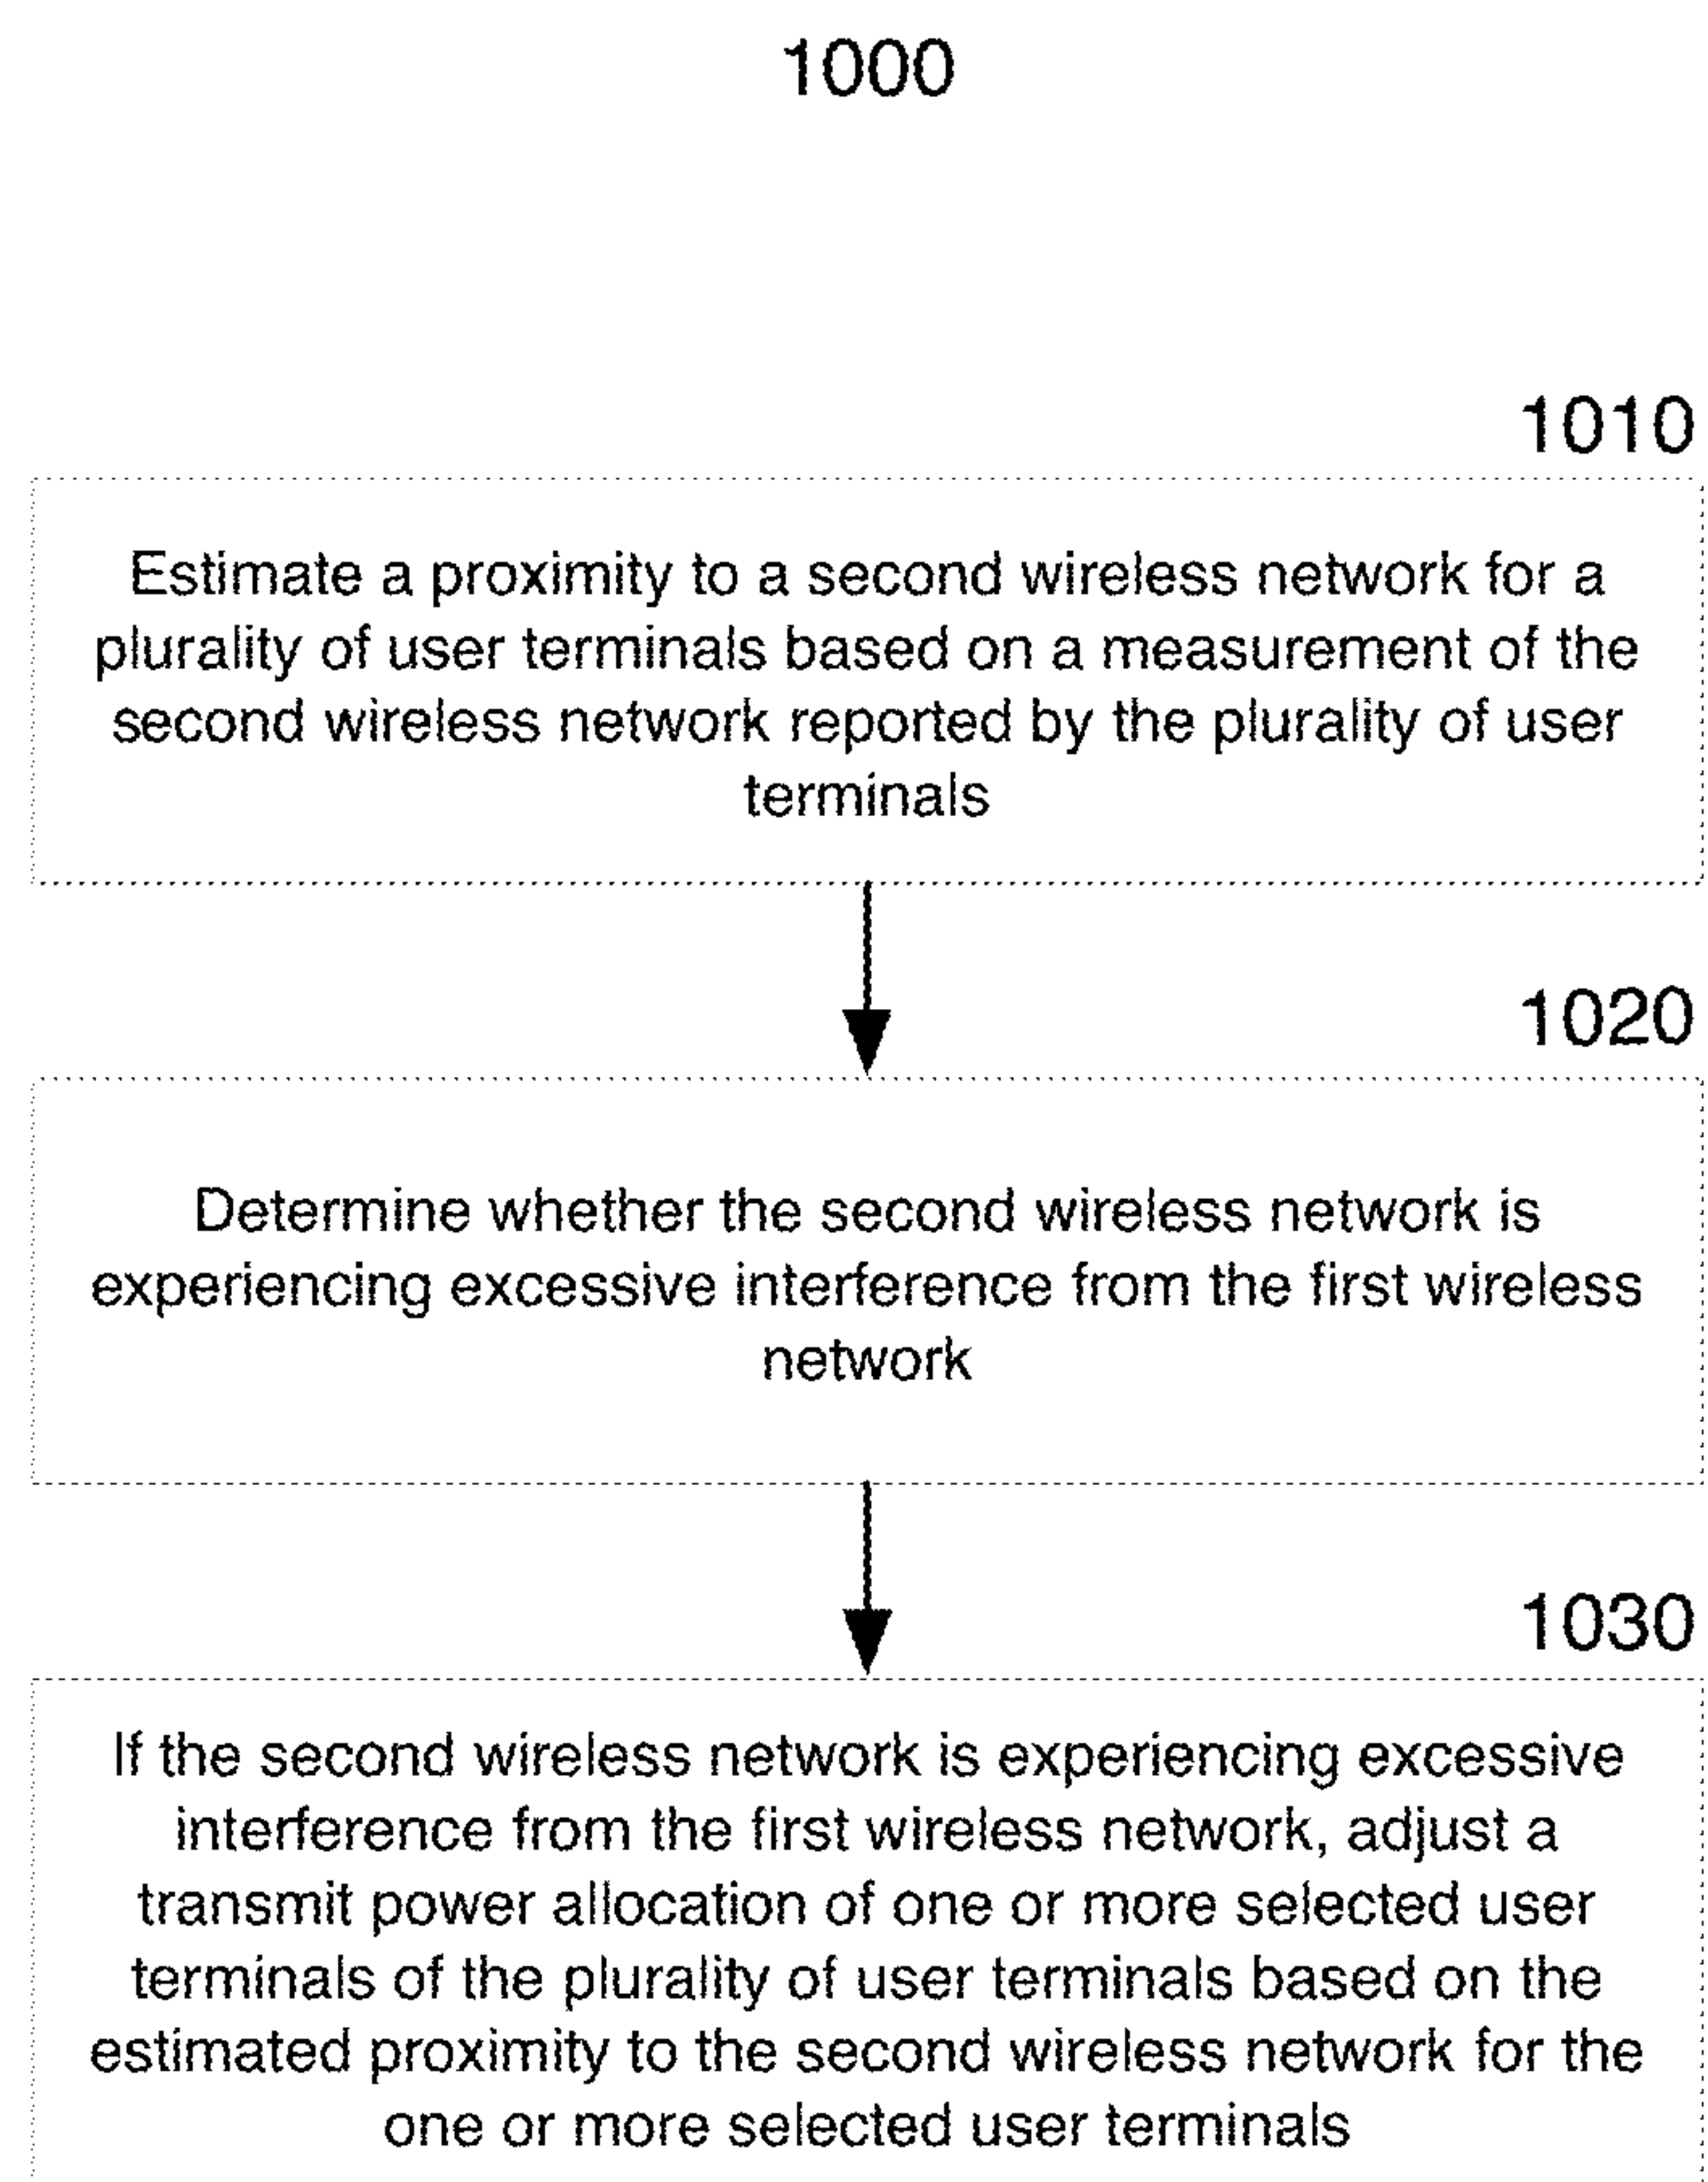 1000
1010
Estimate a proximity to a second wireless network for a
plurality of user terminals based on a measurement of the
second wireless network reported by the plurality of user
terminals
1020
Determine whether the second wireless network is
experiencing excessive interference from the first wireless
network
1030
If the second wireless network is experiencing excessive
interference from the first wireless network, adjust a
transmit power allocation of one or more selected user
terminals of the plurality of user terminals based on the
estimated proximity to the second wireless network for the
one or more selected user terminals